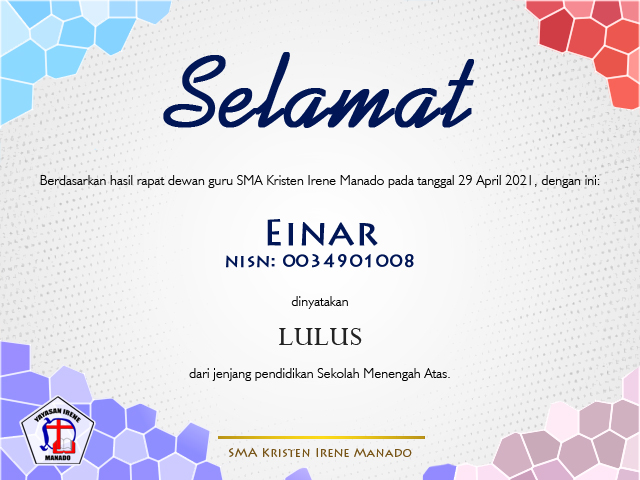 Selamat
Berdasarkan hasil rapat dewan guru SMA Kristen Irene Manado pada tanggal 29 April 2021, dengan ini:
Einar
NISN: 0034901008
dinyatakan
LULUS
dari jenjang pendidikan Sekolah Menengah Atas.
YAYASAN IRENE
MANADO
SMA Kristen Irene Manado